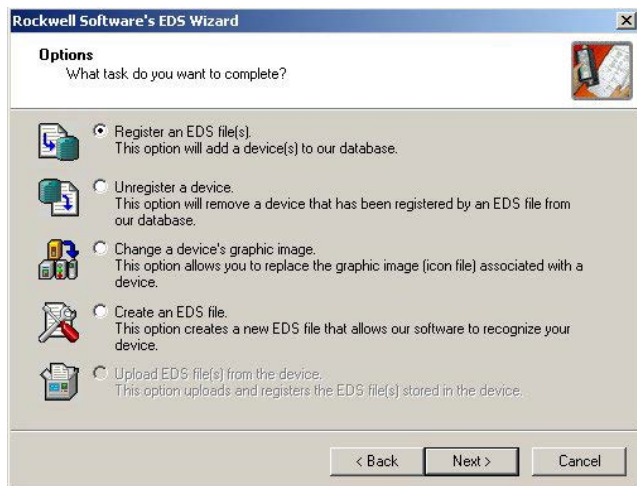 Rockwell Software's EDS Wizard
Options
What task do you want to complete?
Register an EDS file(s).
This option will add a device(s) to our database.
Unregister a device.
This option will remove a device that has been registered by an EDS file from
our database.
Change a device's graphic image.
This option allows you to replace the graphic image (icon file) associated with a
device.
Create an EDS file.
This option creates a new EDS file that allows our software to recognize your
device.
Upload EDS file(s) from the device.
This option uploads and registers the EDS file(s) stored in the device.
< Back
Next >
Cancel